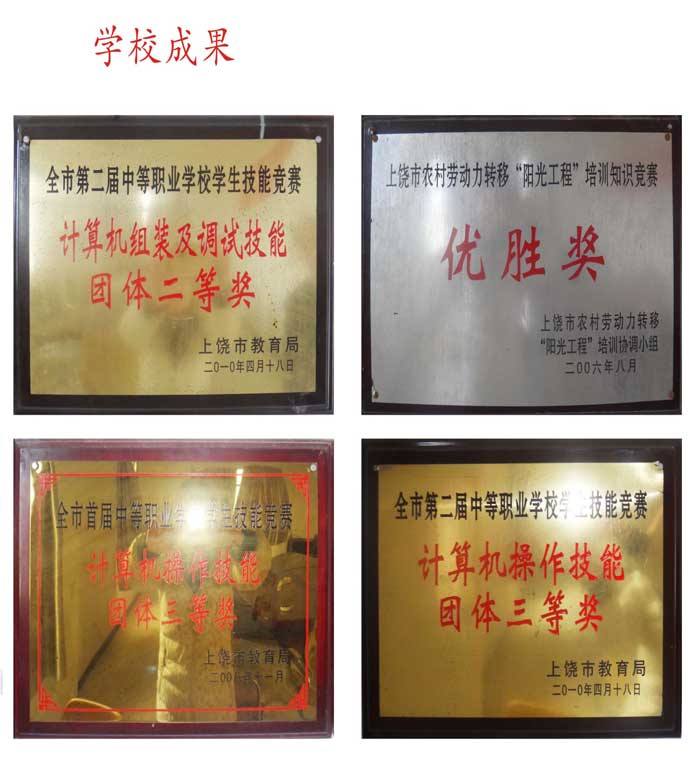 学校成果
全市第二届中等职业学校学生技能竞赛
计算机组装及调试技能
团体二等奖
上饶市教育局
二〇一〇年四月十八日
上饶市农村劳动力转移“阳光工程”培训知识竞赛
优胜奖
上饶市农村劳动力转移
“阳光工程”培训协调小组
二00六年八月
全市首届中等职业学校学生技能竞赛
计算机操作技能
团体三等奖
上饶市教育局
全市第二届中等职业学校学生技能竞赛
计算机操作技能
团体三等奖
上饶市教育局
二〇一〇年四月十八日